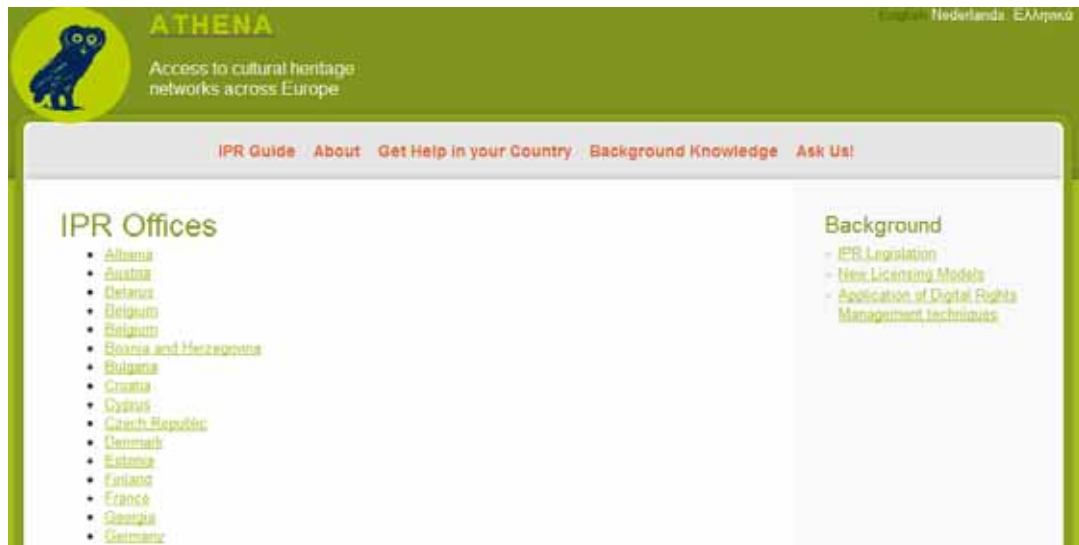 ATHENA
English Nederlands Ελληνικά
Access to cultural heritage
networks across Europe
IPR Guide About Get Help in your Country Background Knowledge Ask Us!
IPR Offices
Albania
Austria
Belarus
Belgium
Belgium
Bosnia and Herzegovina
Bulgaria
Croatia
Cyprus
Czech Republic
Denmark
Estonia
Finland
France
Georgia
Germany
Background
IPR Legislation
New Licensing Models
Application of Digital Rights
Management techniques